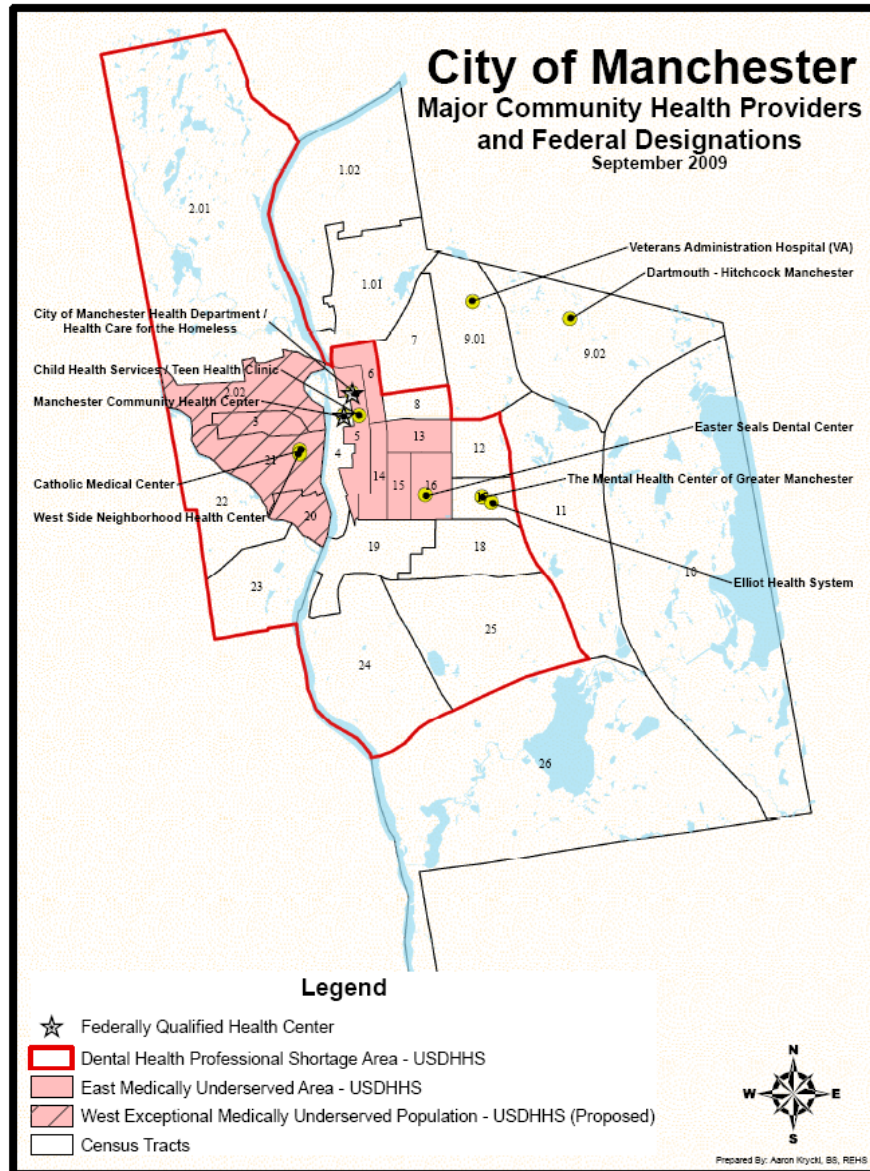 City of Manchester
Major Community Health Providers
and Federal Designations
September 2009
1.02
2.01
Veterans Administration Hospital (VA)
Dartmouth - Hitchcock Manchester
1.01
City of Manchester Health Department /
Health Care for the Homeless
7
9.01
9.02
Child Health Services / Teen Health Clinic
6
2.02
Manchester Community Health Center
8
3
5
13
Easter Seals Dental Center
4
12
21
14
15
16
The Mental Health Center of Greater Manchester
Catholic Medical Center
22
11
West Side Neighborhood Health Center
20
19
18
10
23
Elliot Health System
25
24
26
Legend
Federally Qualified Health Center
Dental Health Professional Shortage Area - USDHHS
East Medically Underserved Area - USDHHS
West Exceptional Medically Underserved Population - USDHHS (Proposed)
Census Tracts
N
W E
S
Prepared By: Aaron Krycki, BS, REHS